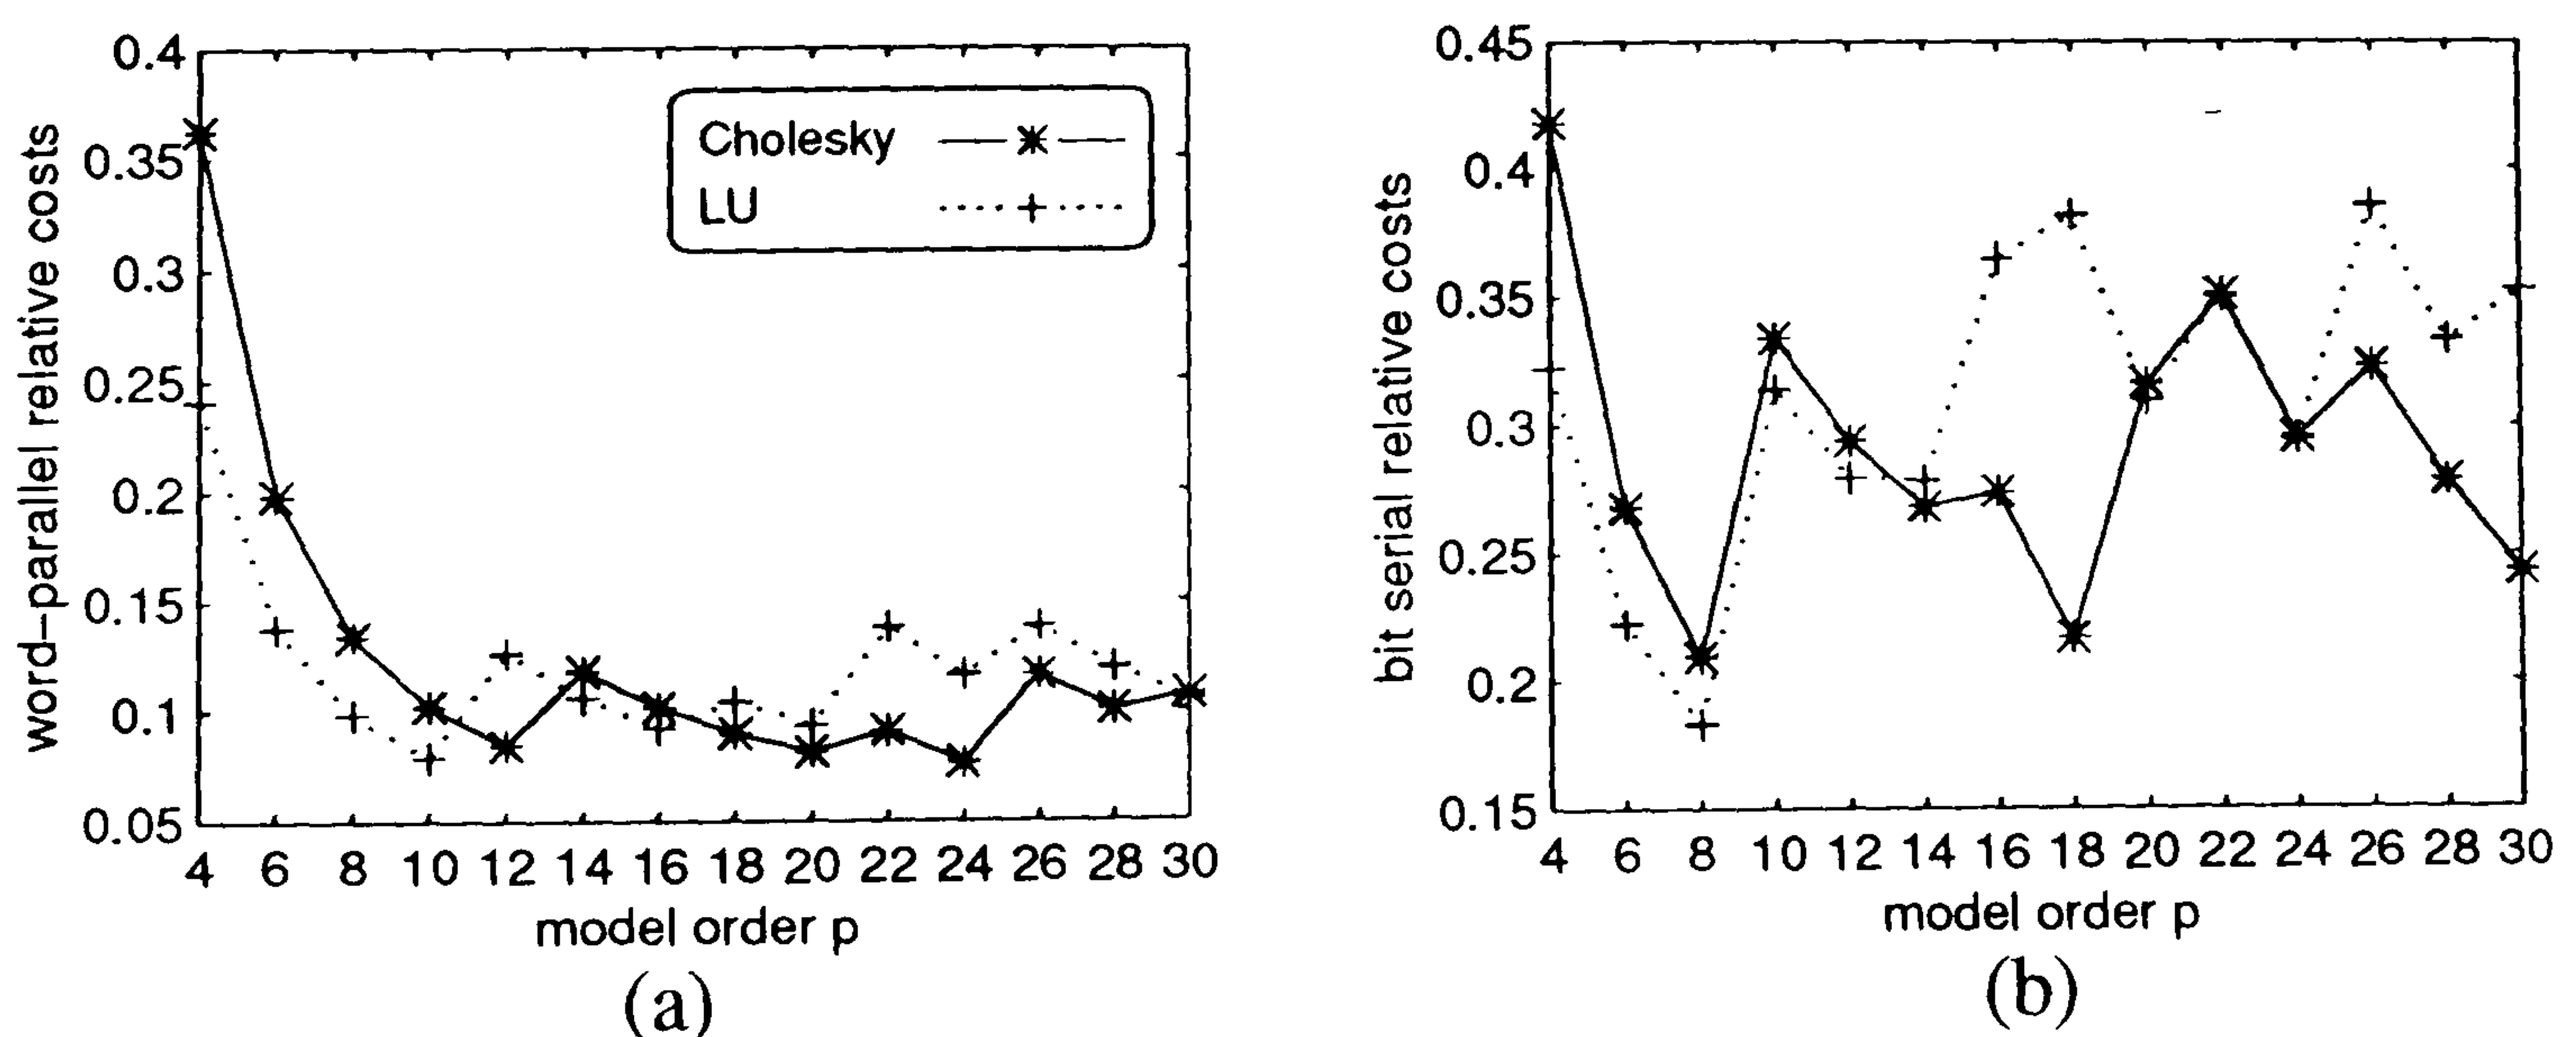 0.4
0.35
0.3
0.25
0.2
0.15
0.1
0.05
word-parallel relative costs
Cholesky
LU
4 6 8 10 12 14 16 18 20 22 24 26 28 30
model order p
(a)
0.45
0.4
0.35
0.3
0.25
0.2
0.15
bit serial relative costs
4 6 8 10 12 14 16 18 20 22 24 26 28 30
model order p
(b)